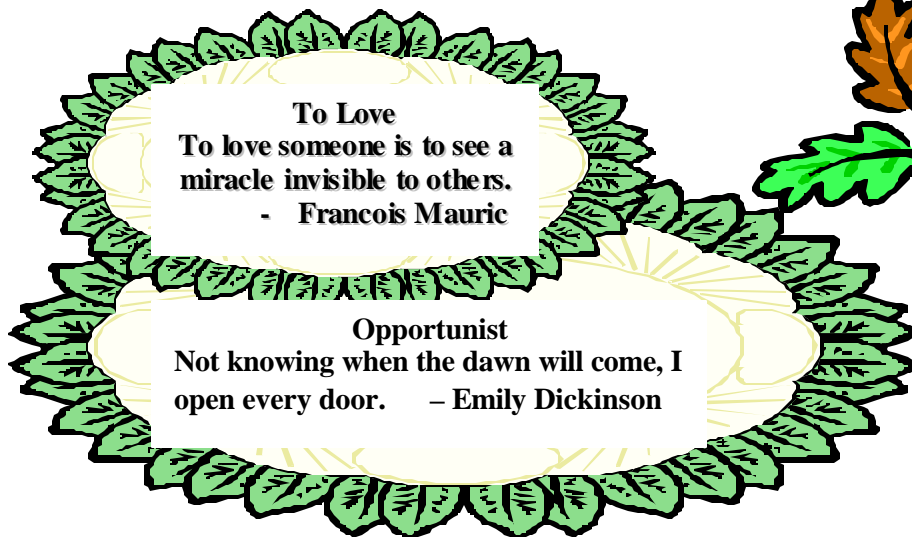 To Love
To love someone is to see a
miracle invisible to others.
- Francois Mauric
Opportunist
Not knowing when the dawn will come, I
open every door. – Emily Dickinson